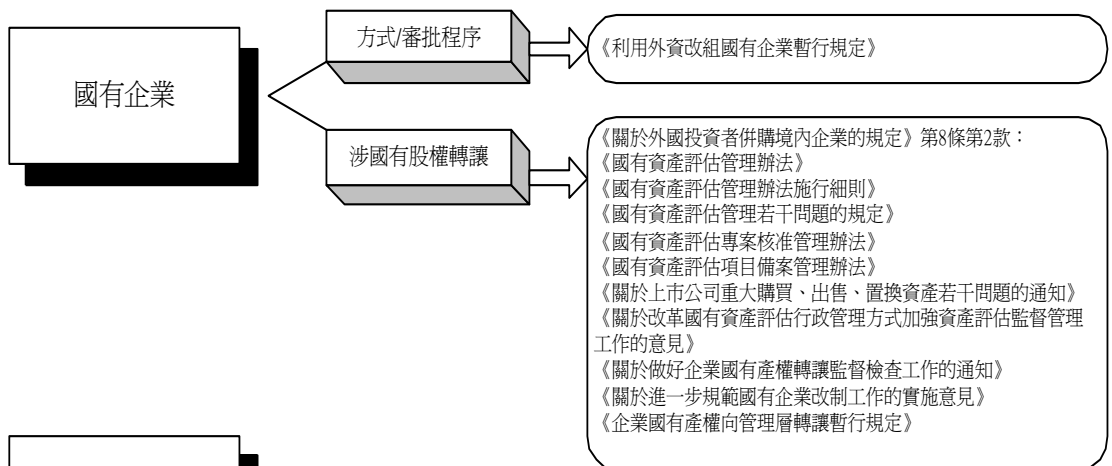 國有企業
方式/審批程序
《利用外資改組國有企業暫行規定》
涉國有股權轉讓
《關於外國投資者併購境內企業的規定》第8條第2款：
《國有資產評估管理辦法》
《國有資產評估管理辦法施行細則》
《國有資產評估管理若干問題的規定》
《國有資產評估專案核准管理辦法》
《國有資產評估項目備案管理辦法》
《關於上市公司重大購買、出售、置換資產若干問題的通知》
《關於改革國有資產評估行政管理方式加強資產評估監督管理
工作的意見》
《關於做好企業國有產權轉讓監督檢查工作的通知》
《關於進一步規範國有企業改制工作的實施意見》
《企業國有產權向管理層轉讓暫行規定》